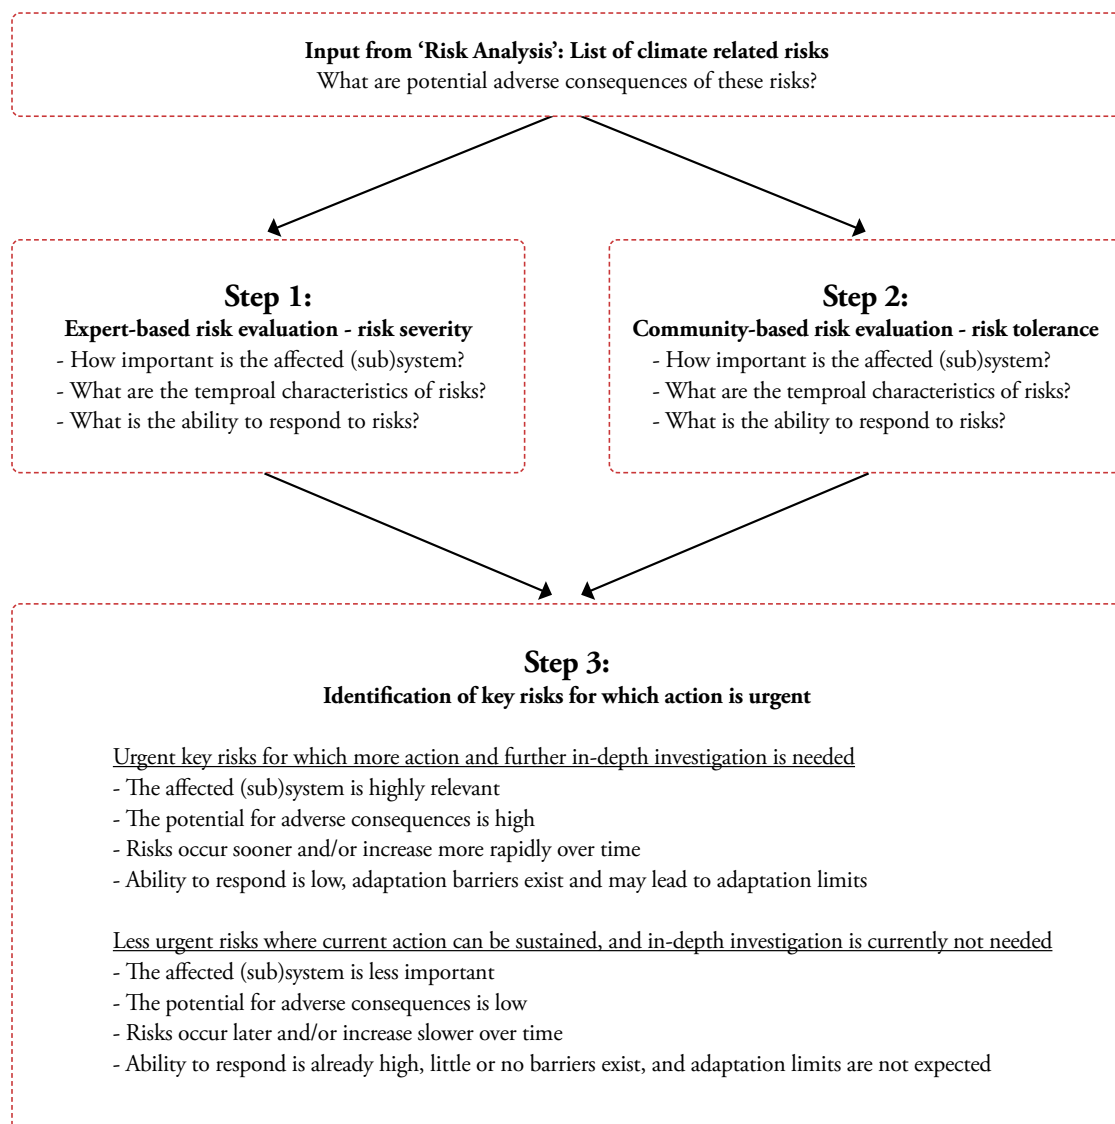 Input from ‘Risk Analysis’: List of climate related risks
What are potential adverse consequences of these risks?
Step 1:
Expert-based risk evaluation - risk severity
- How important is the affected (sub)system?
- What are the temproal characteristics of risks?
- What is the ability to respond to risks?
Step 2:
Community-based risk evaluation - risk tolerance
- How important is the affected (sub)system?
- What are the temproal characteristics of risks?
- What is the ability to respond to risks?
Step 3:
Identification of key risks for which action is urgent
Urgent key risks for which more action and further in-depth investigation is needed
- The affected (sub)system is highly relevant
- The potential for adverse consequences is high
- Risks occur sooner and/or increase more rapidly over time
- Ability to respond is low, adaptation barriers exist and may lead to adaptation limits
Less urgent risks where current action can be sustained, and in-depth investigation is currently not needed
- The affected (sub)system is less important
- The potential for adverse consequences is low
- Risks occur later and/or increase slower over time
- Ability to respond is already high, little or no barriers exist, and adaptation limits are not expected